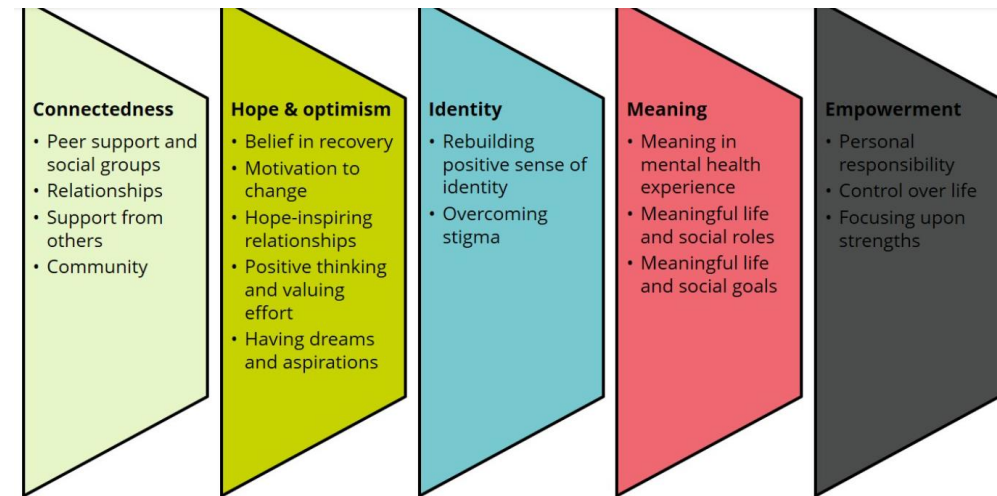 Connectedness
• Peer support and
social groups
• Relationships
• Support from
others
• Community
Hope & optimism
• Belief in recovery
• Motivation to
change
• Hope-inspiring
relationships
• Positive thinking
and valuing
effort
• Having dreams
and aspirations
Identity
• Rebuilding
positive sense of
identity
• Overcoming
stigma
Meaning
• Meaning in
mental health
experience
• Meaningful life
and social roles
• Meaningful life
and social goals
Empowerment
• Personal
responsibility
• Control over life
• Focusing upon
strengths